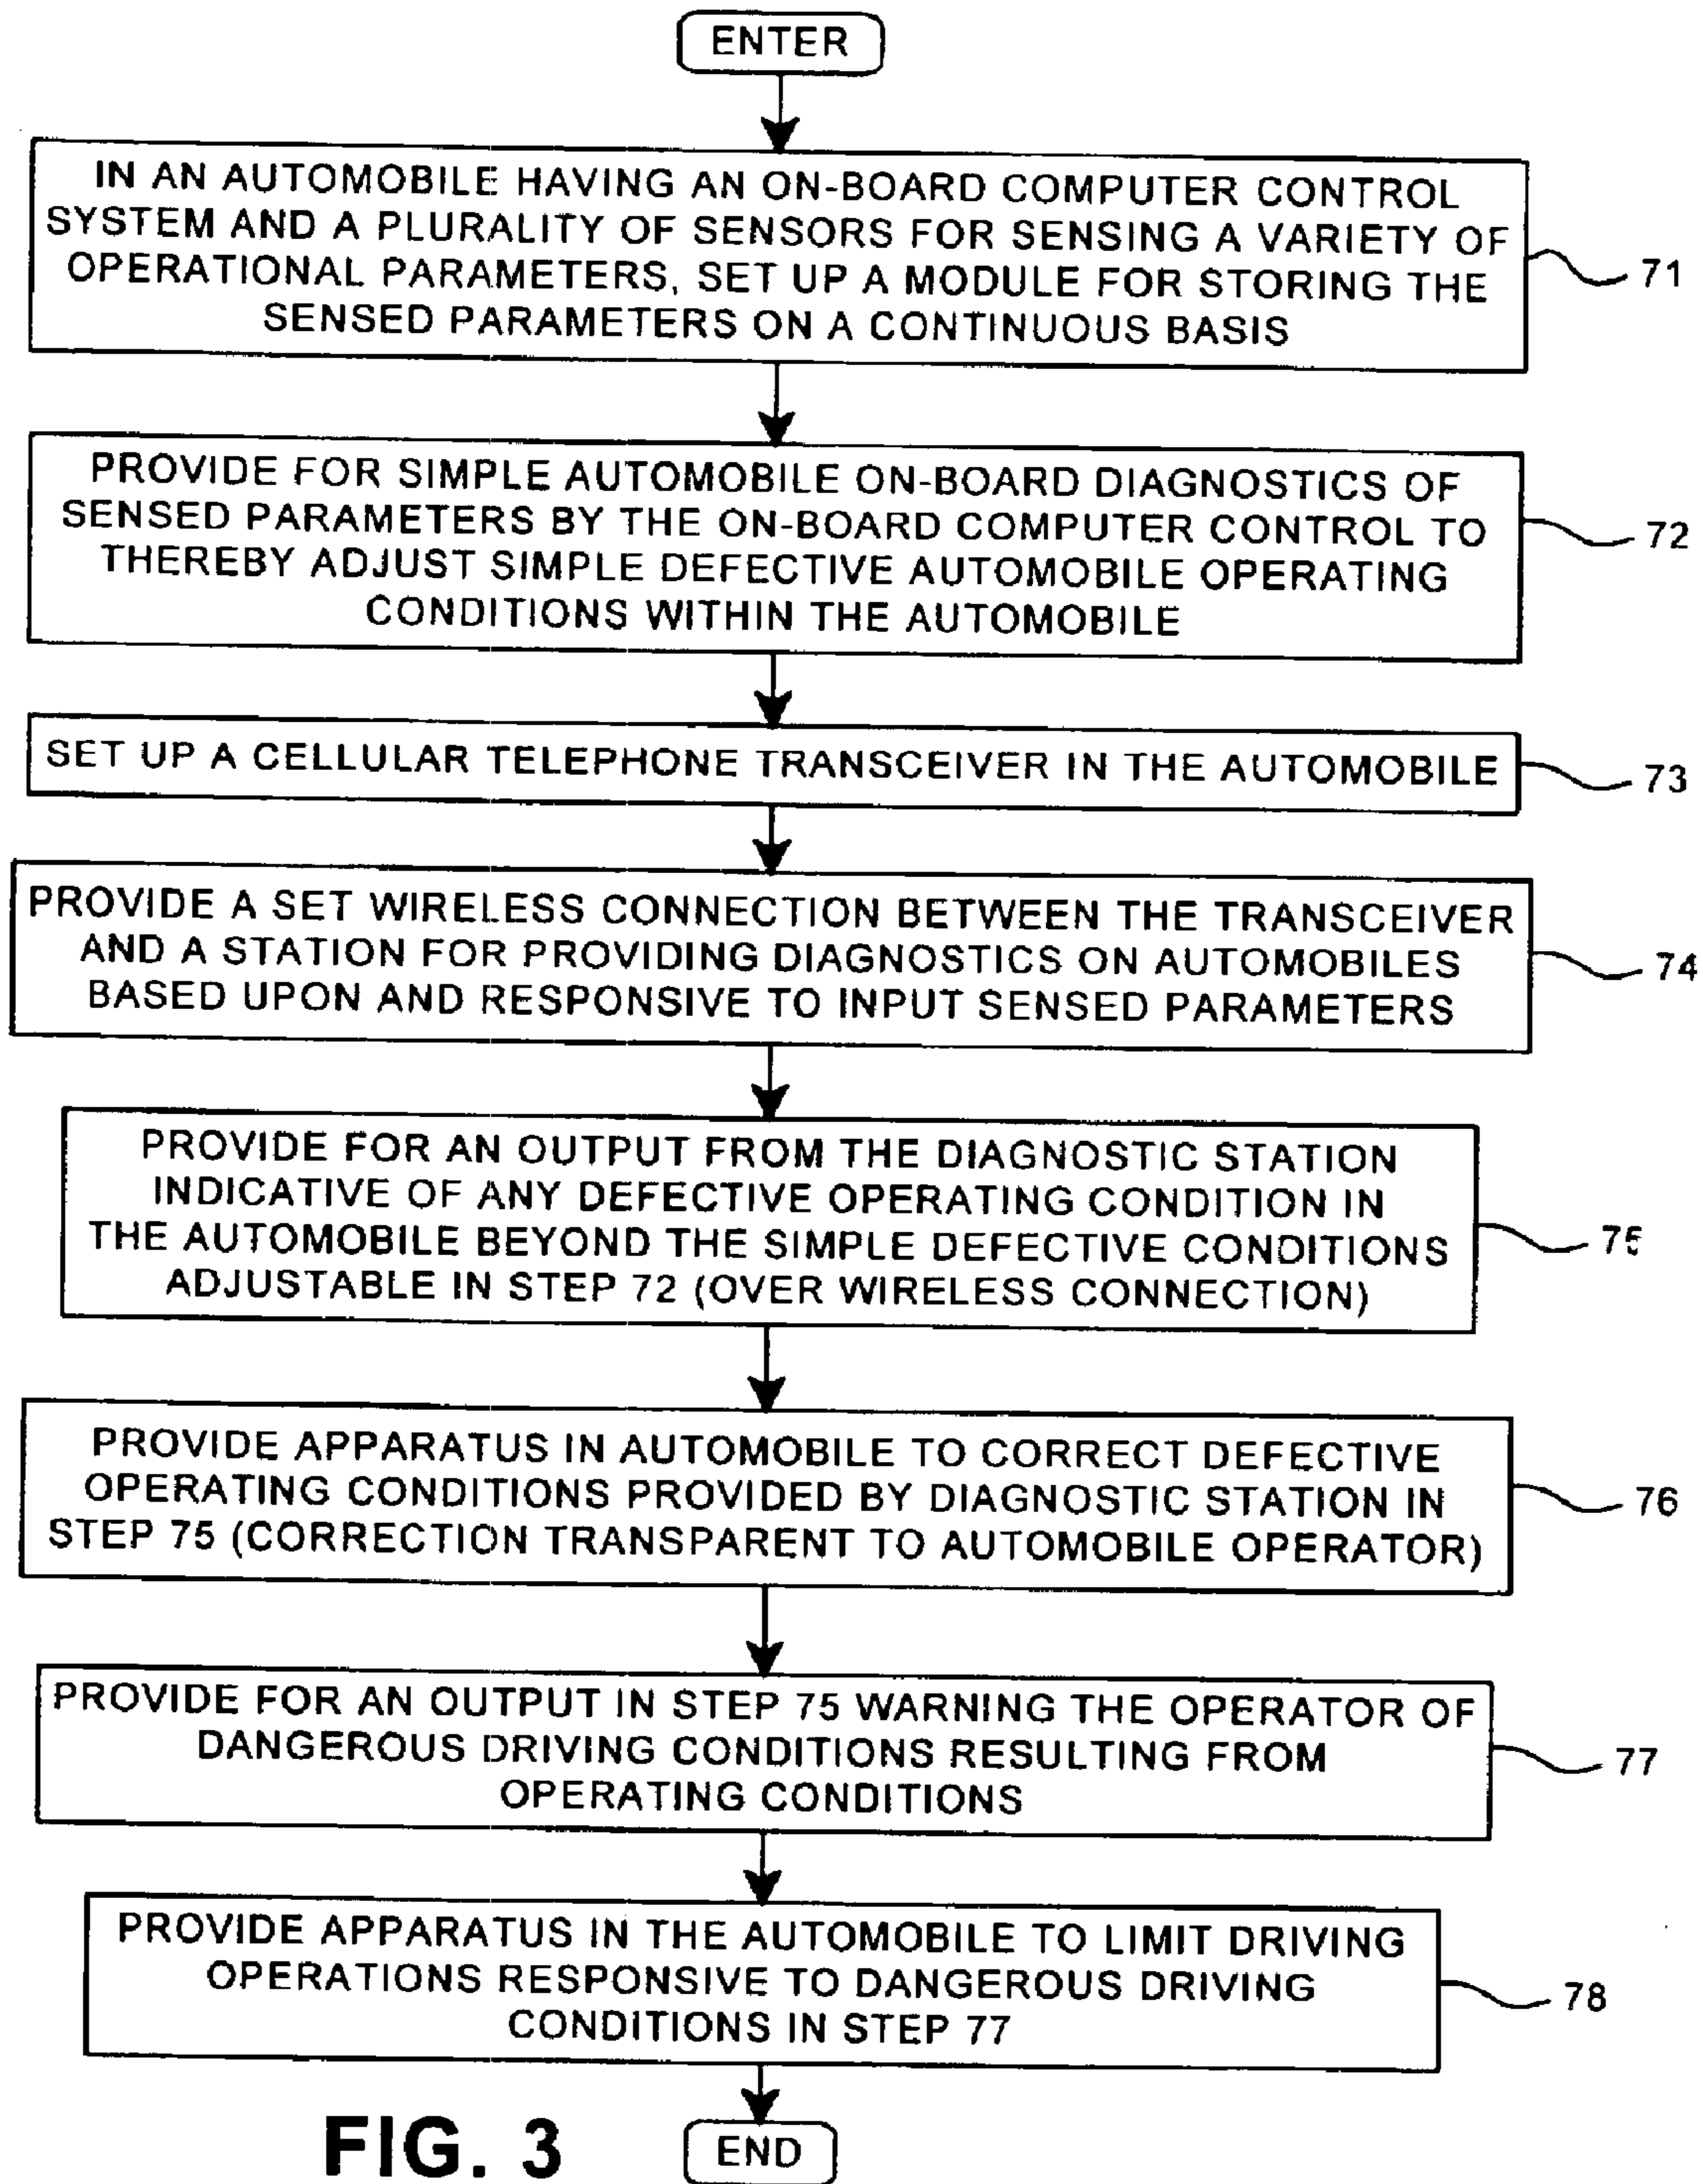 ENTER
IN AN AUTOMOBILE HAVING AN ON-BOARD COMPUTER CONTROL
SYSTEM AND A PLURALITY OF SENSORS FOR SENSING A VARIETY OF
OPERATIONAL PARAMETERS, SET UP A MODULE FOR STORING THE
SENSED PARAMETERS ON A CONTINUOUS BASIS
71
PROVIDE FOR SIMPLE AUTOMOBILE ON-BOARD DIAGNOSTICS OF
SENSED PARAMETERS BY THE ON-BOARD COMPUTER CONTROL TO
THEREBY ADJUST SIMPLE DEFECTIVE AUTOMOBILE OPERATING
CONDITIONS WITHIN THE AUTOMOBILE
72
SET UP A CELLULAR TELEPHONE TRANSCEIVER IN THE AUTOMOBILE
73
PROVIDE A SET WIRELESS CONNECTION BETWEEN THE TRANSCEIVER
AND A STATION FOR PROVIDING DIAGNOSTICS ON AUTOMOBILES
BASED UPON AND RESPONSIVE TO INPUT SENSED PARAMETERS
74
PROVIDE FOR AN OUTPUT FROM THE DIAGNOSTIC STATION
INDICATIVE OF ANY DEFECTIVE OPERATING CONDITION IN
THE AUTOMOBILE BEYOND THE SIMPLE DEFECTIVE CONDITIONS
ADJUSTABLE IN STEP 72 (OVER WIRELESS CONNECTION)
75
PROVIDE APPARATUS IN AUTOMOBILE TO CORRECT DEFECTIVE
OPERATING CONDITIONS PROVIDED BY DIAGNOSTIC STATION IN
STEP 75 (CORRECTION TRANSPARENT TO AUTOMOBILE OPERATOR)
76
PROVIDE FOR AN OUTPUT IN STEP 75 WARNING THE OPERATOR OF
DANGEROUS DRIVING CONDITIONS RESULTING FROM
OPERATING CONDITIONS
77
PROVIDE APPARATUS IN THE AUTOMOBILE TO LIMIT DRIVING
OPERATIONS RESPONSIVE TO DANGEROUS DRIVING
CONDITIONS IN STEP 77
78
END
FIG. 3